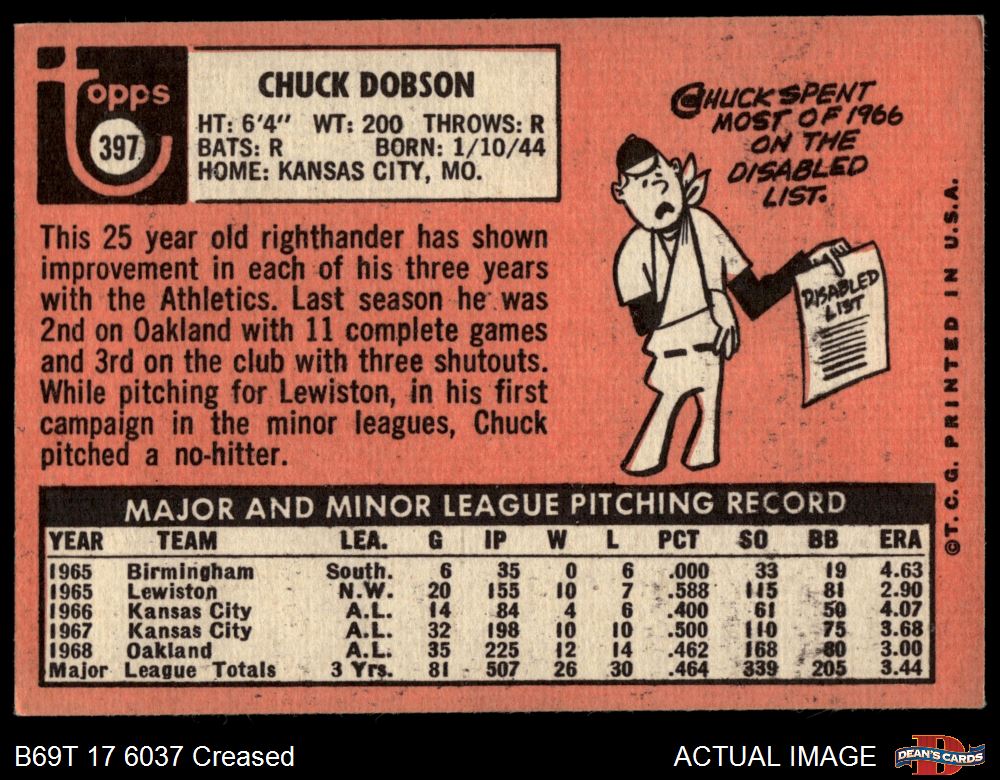 Topps
397
CHUCK DOBSON
HT: 6'4" WT: 200 THROWS: R
BATS: R BORN: 1/10/44
HOME: KANSAS CITY, MO.
CHUCK SPENT
MOST OF 1966
ON THE
DISABLED
LIST.
DISABLED
LIST
This 25 year old righthander has shown
improvement in each of his three years
with the Athletics. Last season he was
2nd on Oakland with 11 complete games
and 3rd on the club with three shutouts.
While pitching for Lewiston, in his first
campaign in the minor leagues, Chuck
pitched a no-hitter.
©T.C.G. PRINTED IN U.S.A.
MAJOR AND MINOR LEAGUE PITCHING RECORD
YEAR TEAM LEA. G IP W L PCT SO BB ERA
1965 Birmingham South. 6 35 0 6 .000 33 19 4.63
1965 Lewiston N.W. 20 155 10 7 .588 115 81 2.90
1966 Kansas City A.L. 14 84 4 6 .400 61 50 4.07
1967 Kansas City A.L. 32 198 10 10 .500 110 75 3.68
1968 Oakland A.L. 35 225 12 14 .462 168 80 3.00
Major League Totals 3 Yrs. 81 507 26 30 .464 339 205 3.44
B69T 17 6037 Creased
ACTUAL IMAGE
DEAN'S CARDS